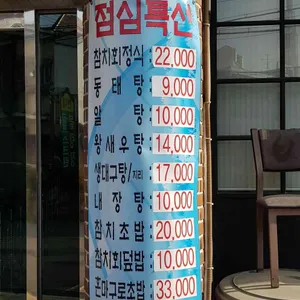 점심특선
참치회정식 22,000
동태탕 9,000
알탕 10,000
왕새우탕 14,000
생대구탕/지리 17,000
내장탕 10,000
참치초밥 20,000
참치회덮밥 10,000
혼마구로초밥 33,000